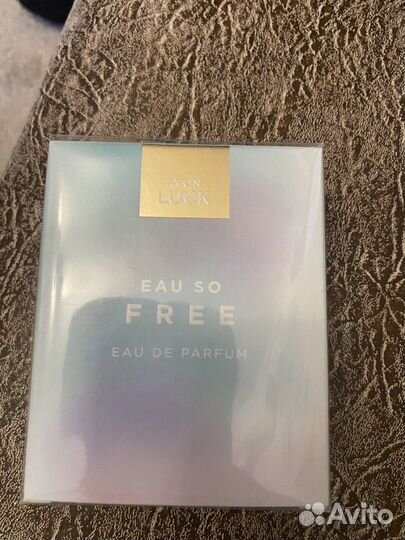 AVON
LUCK
EAU SO
FREE
EAU DE PARFUM
Avito